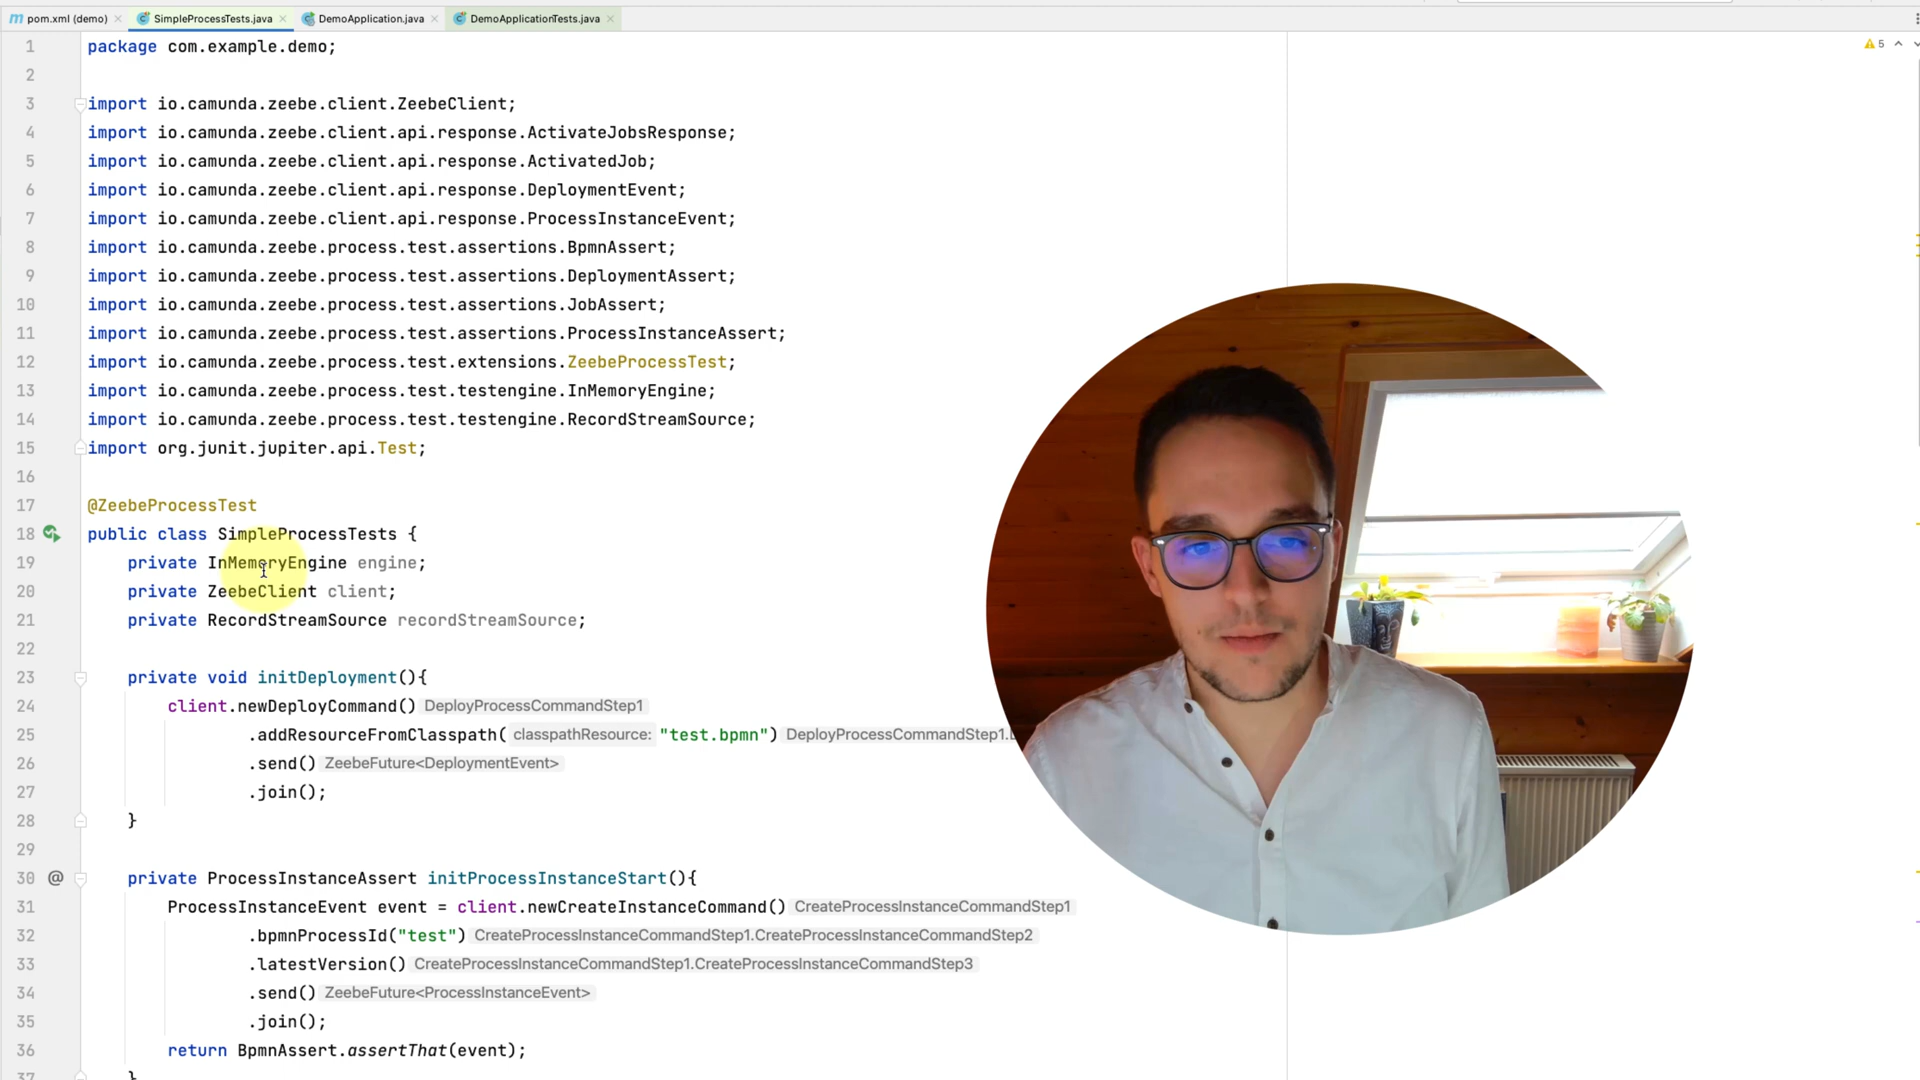 pom.xml (demo) SimpleProcessTests.java DemoApplication.java DemoApplicationTests.java
5
1 package com.example.demo;
2
3 import io.camunda.zeebe.client.ZeebeClient;
4 import io.camunda.zeebe.client.api.response.ActivateJobsResponse;
5 import io.camunda.zeebe.client.api.response.ActivatedJob;
6 import io.camunda.zeebe.client.api.response.DeploymentEvent;
7 import io.camunda.zeebe.client.api.response.ProcessInstanceEvent;
8 import io.camunda.zeebe.process.test.assertions.BpmnAssert;
9 import io.camunda.zeebe.process.test.assertions.DeploymentAssert;
10 import io.camunda.zeebe.process.test.assertions.JobAssert;
11 import io.camunda.zeebe.process.test.assertions.ProcessInstanceAssert;
12 import io.camunda.zeebe.process.test.extensions.ZeebeProcessTest;
13 import io.camunda.zeebe.process.test.testengine.InMemoryEngine;
14 import io.camunda.zeebe.process.test.testengine.RecordStreamSource;
15 import org.junit.jupiter.api.Test;
16
17 @ZeebeProcessTest
18 public class SimpleProcessTests {
19 private InMemoryEngine engine;
20 private ZeebeClient client;
21 private RecordStreamSource recordStreamSource;
22
23 private void initDeployment(){
24 client.newDeployCommand() DeployProcessCommandStep1
25 .addResourceFromClasspath( classpathResource: "test.bpmn") DeployProcessCommandStep1.
26 .send() ZeebeFuture<DeploymentEvent>
27 .join();
28 }
29
30 @ private ProcessInstanceAssert initProcessInstanceStart(){
31 ProcessInstanceEvent event = client.newCreateInstanceCommand() CreateProcessInstanceCommandStep1
32 .bpmnProcessId("test") CreateProcessInstanceCommandStep1.CreateProcessInstanceCommandStep2
33 .latestVersion() CreateProcessInstanceCommandStep1.CreateProcessInstanceCommandStep3
34 .send() ZeebeFuture<ProcessInstanceEvent>
35 .join();
36 return BpmnAssert.assertThat(event);
37 }